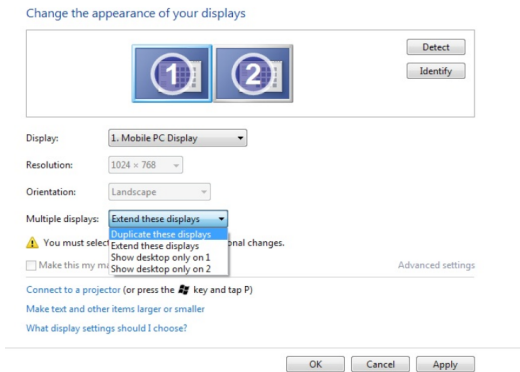 Change the appearance of your displays
1 2
Detect
Identify
Display: 1. Mobile PC Display
Resolution: 1024 × 768
Orientation: Landscape
Multiple displays: Extend these displays
Duplicate these displays
Extend these displays
Show desktop only on 1
Show desktop only on 2
You must selec onal changes.
Make this my ma Advanced settings
Connect to a projector (or press the key and tap P)
Make text and other items larger or smaller
What display settings should I choose?
OK Cancel Apply